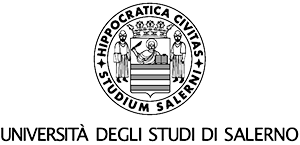 HIPPOCRATICA CIVITAS
STUDIUM SALERNI
UNIVERSITÀ DEGLI STUDI DI SALERNO